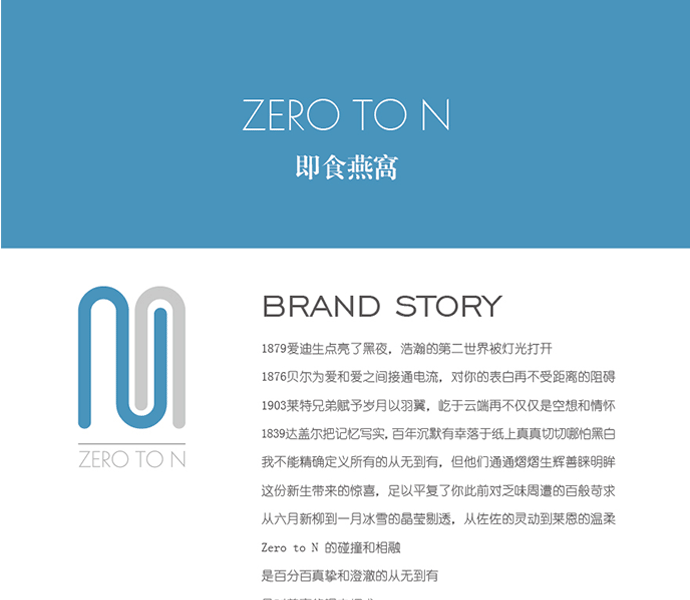 ZERO TO N
即食燕窝
ZERO TO N
BRAND STORY
1879爱迪生点亮了黑夜，浩瀚的第二世界被灯光打开
1876贝尔为爱和爱之间接通电流，对你的表白再不受距离的阻碍
1903莱特兄弟赋予岁月以羽翼，屹于云端再不仅仅是空想和情怀
1839达盖尔把记忆写实,百年沉默有幸落于纸上真真切切哪怕黑白
我不能精确定义所有的从无到有，但他们通通熠熠生辉善睐明眸
这份新生带来的惊喜，足以平复了你此前对乏味周遭的百般苛求
从六月新柳到一月冰雪的晶莹剔透，从佐佐的灵动到莱恩的温柔
Zero to N 的碰撞和相融
是百分百真挚和澄澈的从无到有